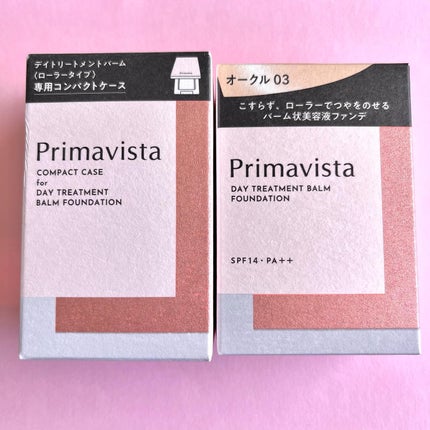 デイトリートメントバーム
(ローラータイプ)
専用コンパクトケース
Primavista
COMPACT CASE
for
DAY TREATMENT
BALM FOUNDATION
オークル 03
こすらず、ローラーでつやをのせる
バーム状美容液ファンデ
Primavista
DAY TREATMENT BALM
FOUNDATION
SPF14・PA++